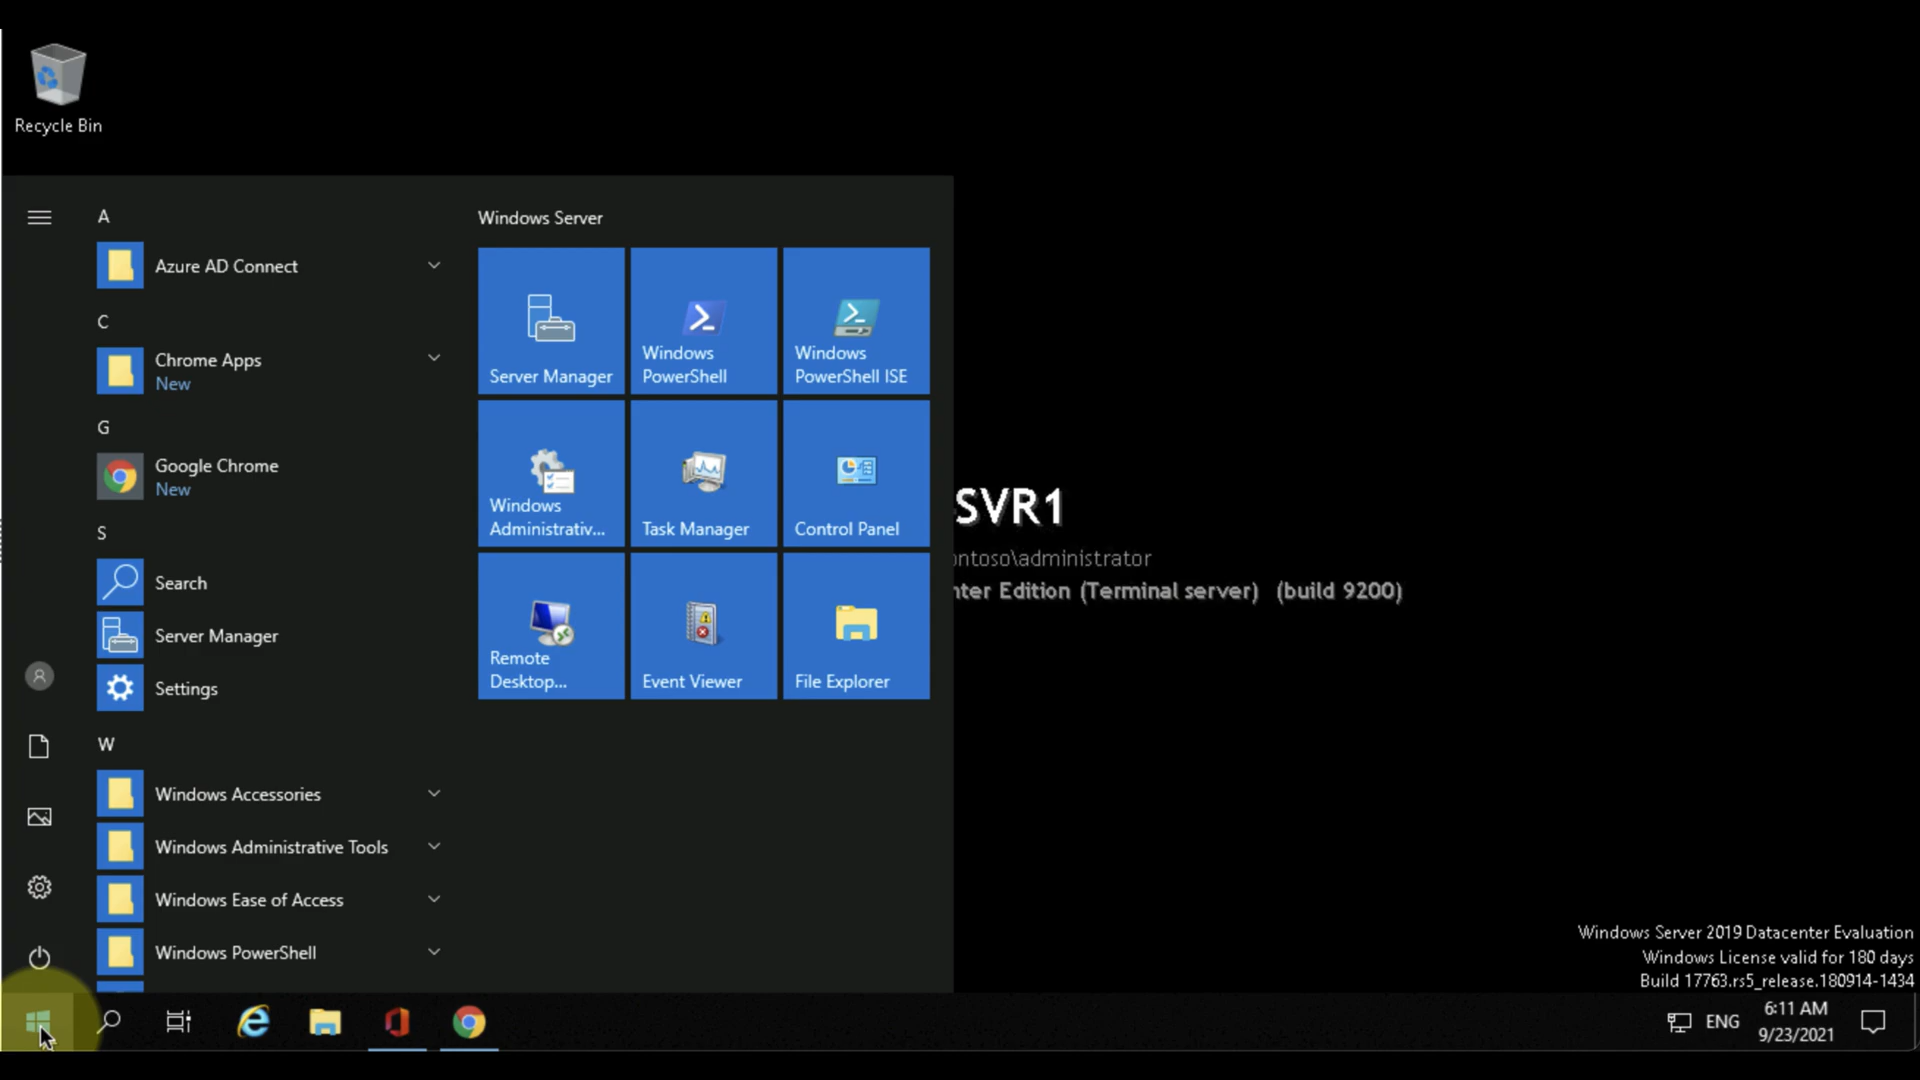 Recycle Bin
A
Azure AD Connect
C
Chrome Apps
New
G
Google Chrome
New
S
Search
Server Manager
Settings
W
Windows Accessories
Windows Administrative Tools
Windows Ease of Access
Windows PowerShell
Windows Server
Server Manager
Windows
PowerShell
Windows
PowerShell ISE
Windows
Administrativ...
Task Manager
Control Panel
Remote
Desktop...
Event Viewer
File Explorer
SVR1
ontoso\administrator
nter Edition (Terminal server) (build 9200)
Windows Server 2019 Datacenter Evaluation
Windows License valid for 180 days
Build 17763.rs5_release.180914-1434
ENG
6:11 AM
9/23/2021